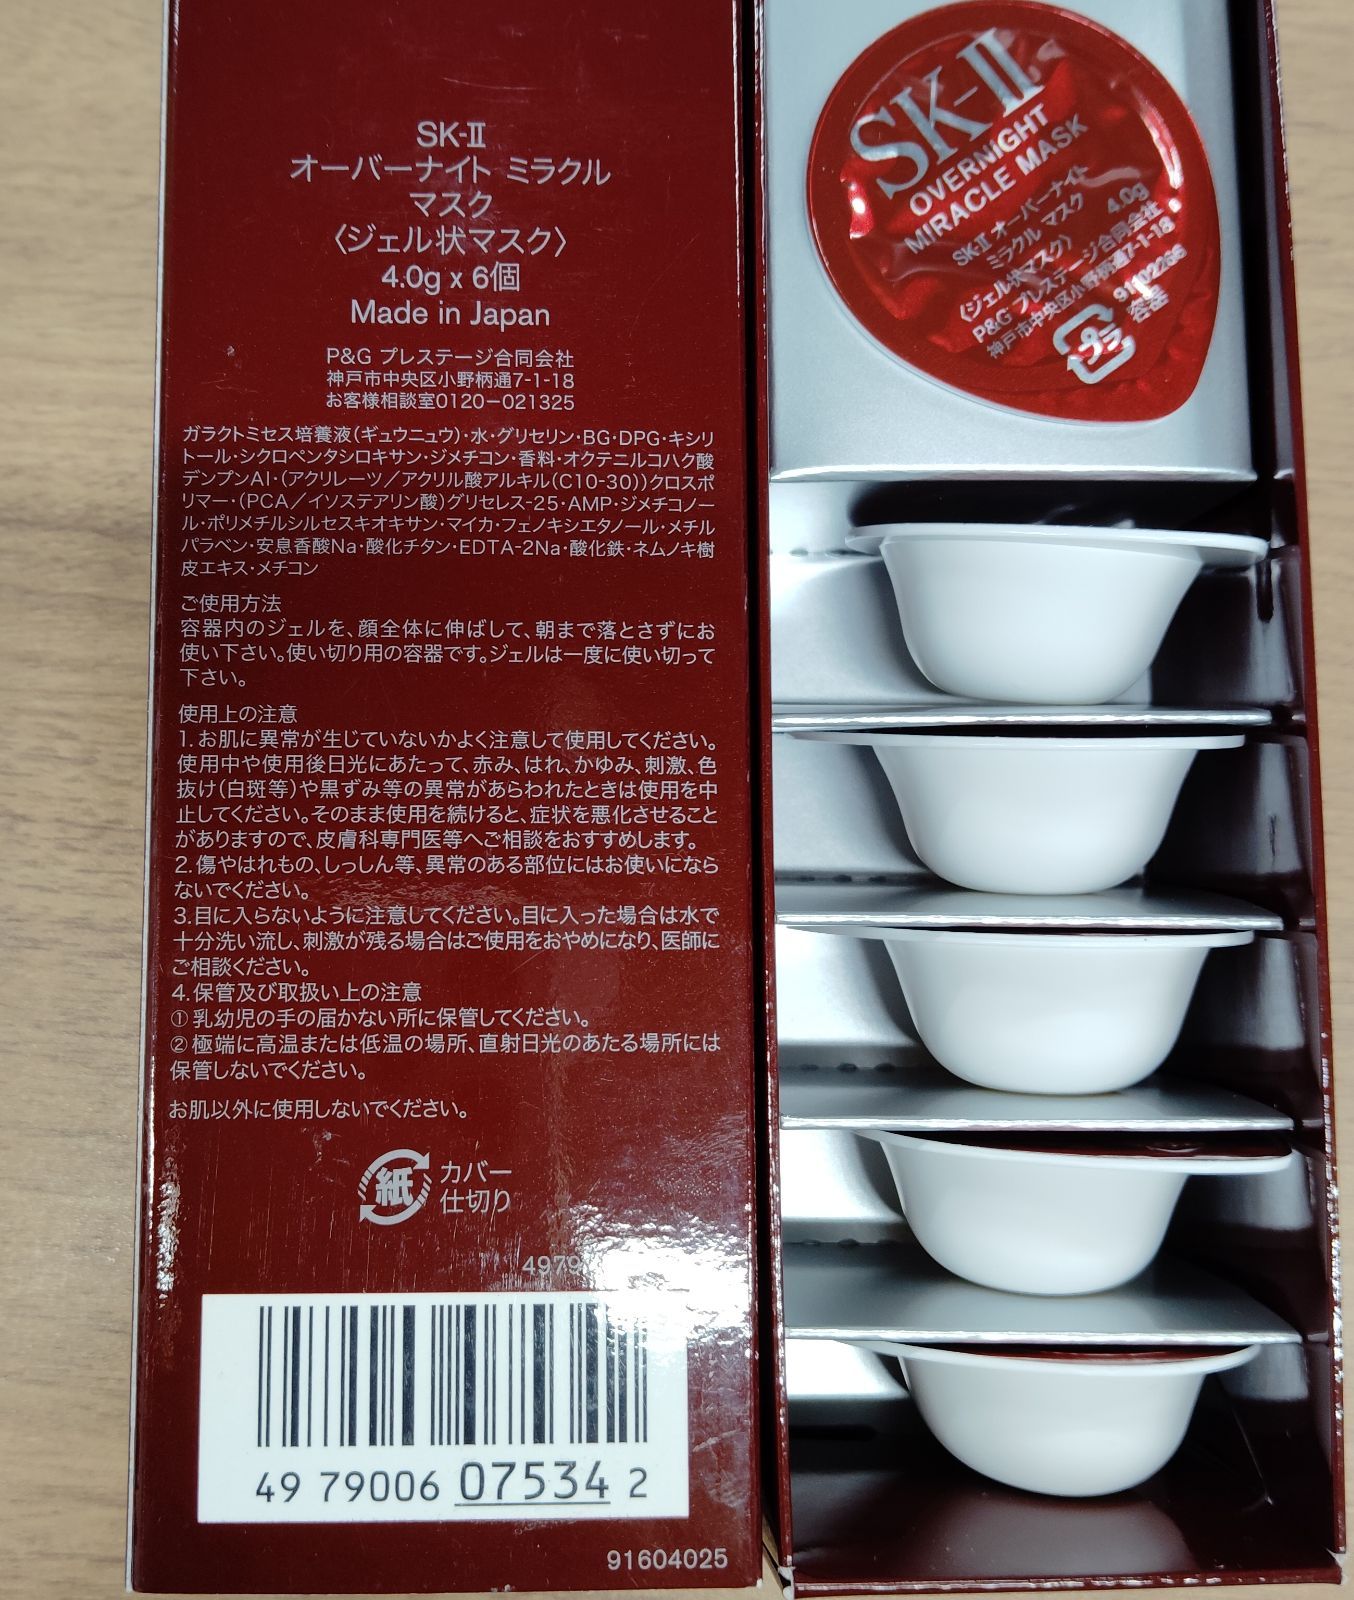 SK-II
オーバーナイト ミラクル
マスク
〈ジェル状マスク〉
4.0g x 6個
Made in Japan
P&G プレステージ合同会社
神戸市中央区小野柄通7-1-18
お客様相談室0120−021325
ガラクトミセス培養液(ギュウニュウ)・水・グリセリン・BG・DPG・キシリ
トール・シクロペンタシロキサン・ジメチコン・香料・オクテニルコハク酸
デンプンAl・(アクリレーツ／アクリル酸アルキル(C10-30))クロスポ
リマー・(PCA／イソステアリン酸)グリセレス-25・AMP・ジメチコノー
ル・ポリメチルシルセスキオキサン・マイカ・フェノキシエタノール・メチル
パラベン・安息香酸Na・酸化チタン・EDTA-2Na・酸化鉄・ネムノキ樹
皮エキス・メチコン
ご使用方法
容器内のジェルを、顔全体に伸ばして、朝まで落とさずにお
使い下さい。使い切り用の容器です。ジェルは一度に使い切って
下さい。
使用上の注意
1.お肌に異常が生じていないかよく注意して使用してください。
使用中や使用後日光にあたって、赤み、はれ、かゆみ、刺激、色
抜け(白斑等)や黒ずみ等の異常があらわれたときは使用を中
止してください。そのまま使用を続けると、症状を悪化させること
がありますので、皮膚科専門医等へご相談をおすすめします。
2.傷やはれもの、しっしん等、異常のある部位にはお使いになら
ないでください。
3.目に入らないように注意してください。目に入った場合は水で
十分洗い流し、刺激が残る場合はご使用をおやめになり、医師に
ご相談ください。
4.保管及び取扱い上の注意
① 乳幼児の手の届かない所に保管してください。
② 極端に高温または低温の場所、直射日光のあたる場所には
保管しないでください。
お肌以外に使用しないでください。
紙 カバー
仕切り
4979
49 79006 07534 2
91604025
SK-II
OVERNIGHT
MIRACLE MASK
SK-II オーバーナイト
ミラクル マスク 4.0g
〈ジェル状マスク〉
P&G プレステージ合同会社
神戸市中央区小野柄通7-1-18
91102266
プラ 容器